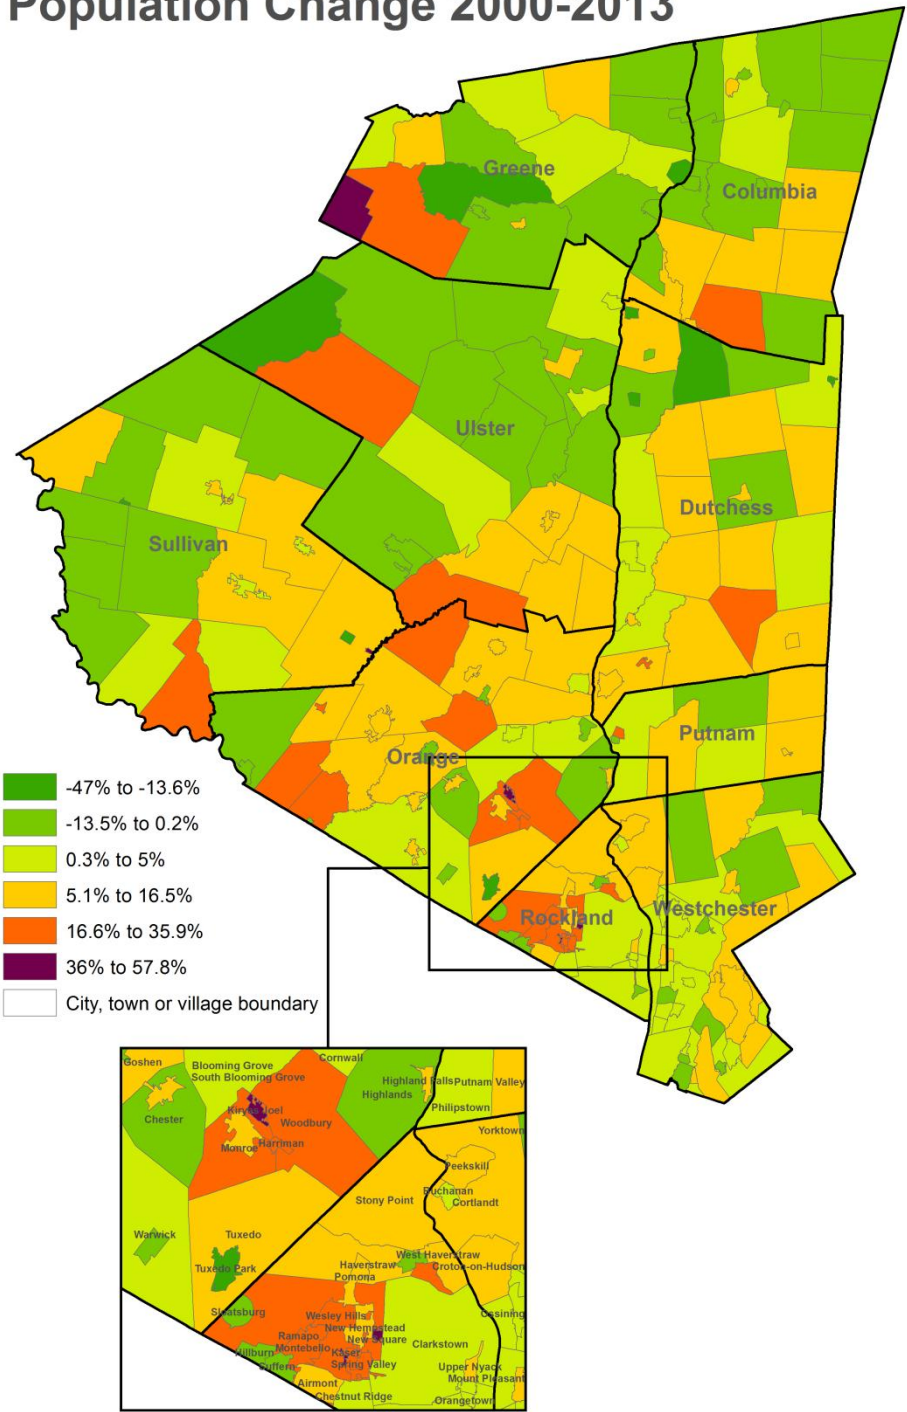 Population Change 2000-2013
Greene
Columbia
Ulster
Dutchess
Sullivan
Putnam
Orange
-47% to -13.6%
-13.5% to 0.2%
0.3% to 5%
5.1% to 16.5%
16.6% to 35.9%
36% to 57.8%
City, town or village boundary
Westchester
Rockland
Goshen
Blooming Grove
Cornwall
South Blooming Grove
Highland Falls
Putnam Valley
Highlands
Chester
Kiryas Joel
Philipstown
Woodbury
Yorktown
Monroe
Harriman
Peekskill
Buchanan
Stony Point
Cortlandt
Warwick
Tuxedo
West Haverstraw
Tuxedo Park
Haverstraw
Croton-on-Hudson
Pomona
Sloatsburg
Ossining
Wesley Hills
New Hempstead
Ramapo
New Square
Montebello
Clarkstown
Hillburn
Kaser
Suffern
Spring Valley
Upper Nyack
Mount Pleasant
Airmont
Chestnut Ridge
Orangetown